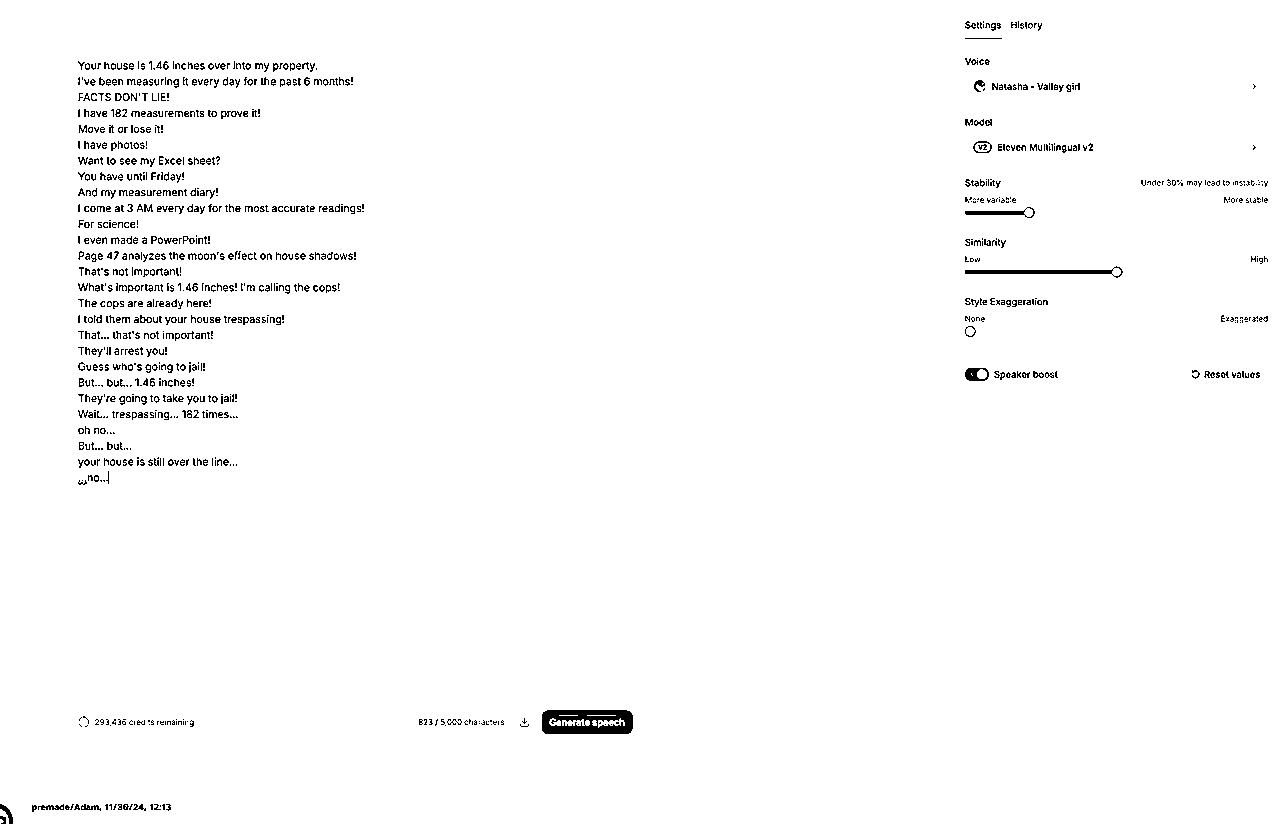 Settings History
Your house is 1.46 inches over into my property.
I've been measuring it every day for the past 6 months!
FACTS DON'T LIE!
I have 182 measurements to prove it!
Move it or lose it!
I have photos!
Want to see my Excel sheet?
You have until Friday!
And my measurement diary!
I come at 3 AM every day for the most accurate readings!
For science!
I even made a PowerPoint!
Page 47 analyzes the moon's effect on house shadows!
That's not important!
What's important is 1.46 inches! I'm calling the cops!
The cops are already here!
I told them about your house trespassing!
That... that's not important!
They'll arrest you!
Guess who's going to jail!
But... but... 1.46 inches!
They're going to take you to jail!
Wait... trespassing... 182 times...
oh no...
But... but...
your house is still over the line...
no...
Voice
Natasha - Valley girl
Model
V2 Eleven Multilingual v2
Stability Under 30% may lead to instability
More variable More stable
Similarity
Low High
Style Exaggeration
None Exaggerated
Speaker boost Reset values
293,436 credits remaining 823 / 5,000 characters Generate speech
premade/Adam, 11/30/24, 12:13